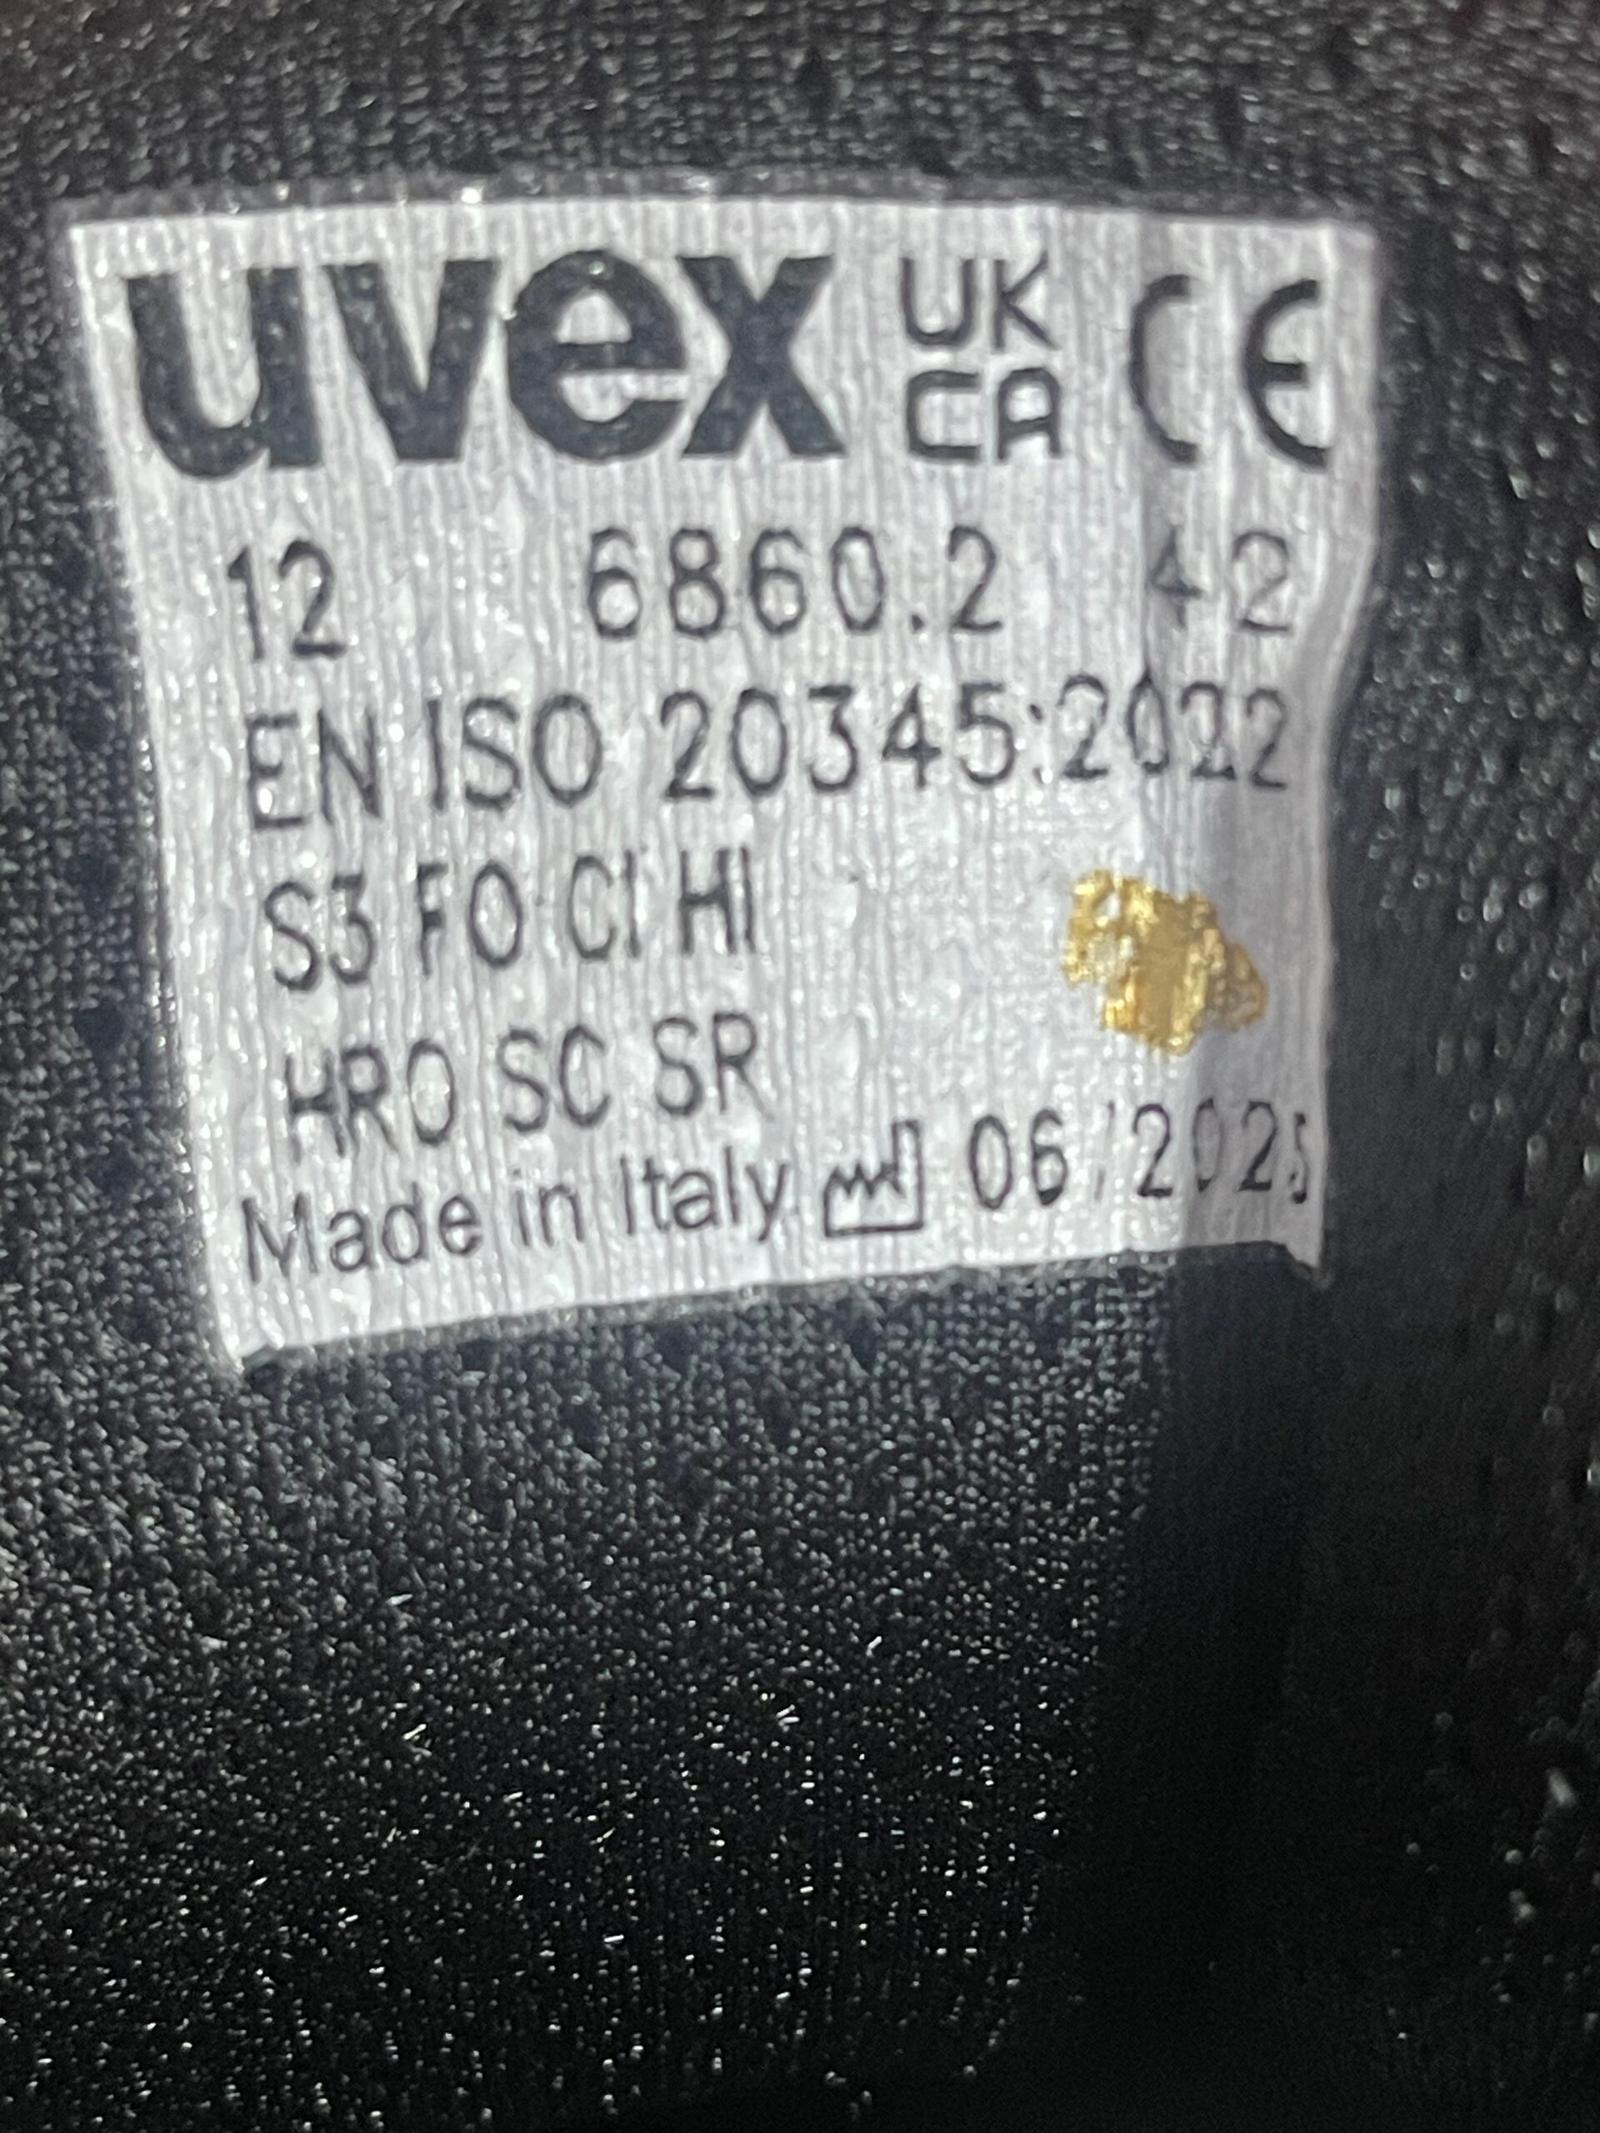 uvex UK CA CE
12 6860.2 42
EN ISO 20345:2022
S3 FO CI HI
HRO SC SR
Made in Italy 06/2025